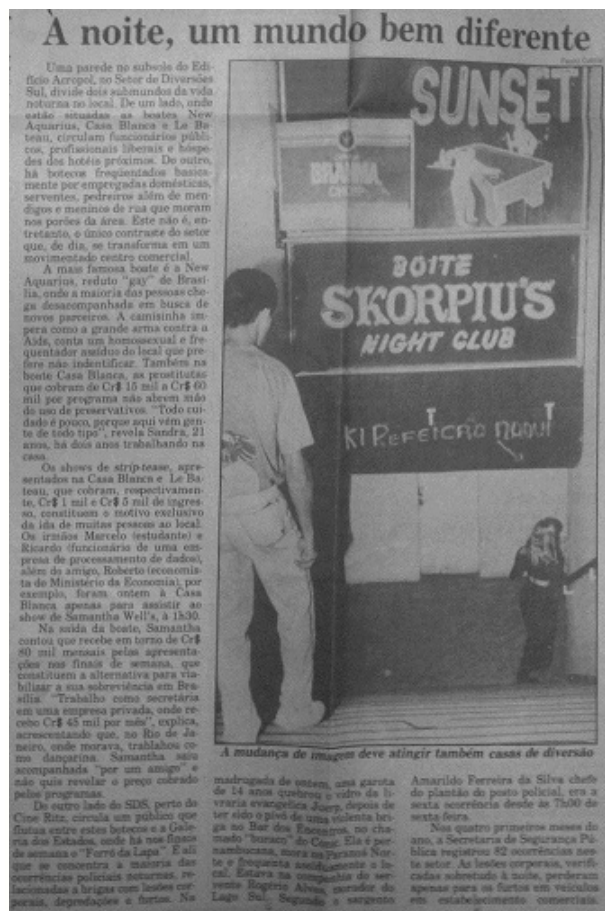 À noite, um mundo bem diferente
Uma parede no subsolo do Edi-
fício Acropol, no Setor de Diversões
Sul, divide dois submundos da vida
noturna no local. De um lado, onde
estão situadas as boates New
Aquarius, Casa Blanca e Le Ba-
teau, circulam funcionários públi-
cos, profissionais liberais e hóspe-
des dos hotéis próximos. Do outro,
há botecos freqüentados basica-
mente por empregadas domésticas,
serventes, pedreiros além de men-
digos e meninos de rua que moram
nos porões da área. Este não é, en-
tretanto, o único contraste do setor
que, de dia, se transforma em um
movimentado centro comercial.
A mais famosa boate é a New
Aquarius, reduto "gay" de Brasí-
lia, onde a maioria das pessoas che-
ga desacompanhada em busca de
novos parceiros. A camisinha im-
pera como a grande arma contra a
Aids, conta um homossexual e fre-
quentador assíduo do local que pre-
fere não indentificar. Também na
boate Casa Blanca, as prostitutas
que cobram de Cr$ 15 mil a Cr$ 60
mil por programa não abrem mão
do uso de preservativos. "Todo cui-
dado é pouco, porque aqui vêm gen-
te de todo tipo", revela Sandra, 21
anos, há dois anos trabalhando na
casa.
Os shows de strip-tease, apre-
sentados na Casa Blanca e Le Ba-
teau, que cobram, respectivamen-
te, Cr$ 1 mil e Cr$ 5 mil de ingres-
so, constituem o motivo exclusivo
da ida de muitas pessoas ao local.
Os irmãos Marcelo (estudante) e
Ricardo (funcionário de uma em-
presa de processamento de dados),
além do amigo, Roberto (economis-
ta do Ministério da Economia), por
exemplo, foram ontem à Casa
Blanca apenas para assistir ao
show de Samantha Well's, à 1h30.
Na saída da boate, Samantha
contou que recebe em torno de Cr$
80 mil mensais pelas apresenta-
ções nos finais de semana, que
constituem a alternativa para via-
bilizar a sua sobreviência em Bra-
sília. "Trabalho como secretária
em uma empresa privada, onde re-
cebo Cr$ 45 mil por mês", explica,
acrescentando que, no Rio de Ja-
neiro, onde morava, trablahou co-
mo dançarina. Samantha saiu
acompanhada "por um amigo" e
não quis revelar o preço cobrado
pelos programas.
De outro lado do SDS, perto do
Cine Ritz, circula um público que
flutua entre estes botecos e a Gale-
ria dos Estados, onde há nos finais
de semana o "Forró da Lapa". É ali
que se concentra a maioria das
ocorrências policiais noturnas, re-
lacionadas a brigas com lesões cor-
porais, depredações e furtos. Na
SUNSET
BRAHMA
BOITE
SKORPIU'S
NIGHT CLUB
KI REFEICÃO DAQUI
A mudança de imagem deve atingir também casas de diversão
madrugada de ontem, uma garota
de 14 anos quebrou o vidro da li-
vraria evangélica depois de
ter sido o pivô de uma violenta bri-
ga no Bar dos no cha-
mado "buraco" do Conic. Ela é per-
nambucana, mora no Paramá Nor-
te e freqüenta assiduamente o lo-
cal. Estava na companhia do ser-
vente Rogério Alves, morador do
Lago Sul. Segundo o sargento
Amarildo Ferreira da Silva chefe
do plantão do posto policial, era a
sexta ocorrência desde às 7h00 de
sexta-feira.
Nos quatro primeiros meses do
ano, a Secretaria de Segurança Pú-
blica registrou 82 ocorrências nes-
te setor. As lesões corporais, verifi-
cadas sobretudo à noite, perderam
apenas para os furtos em veículos
em estabelecimento comerciais.